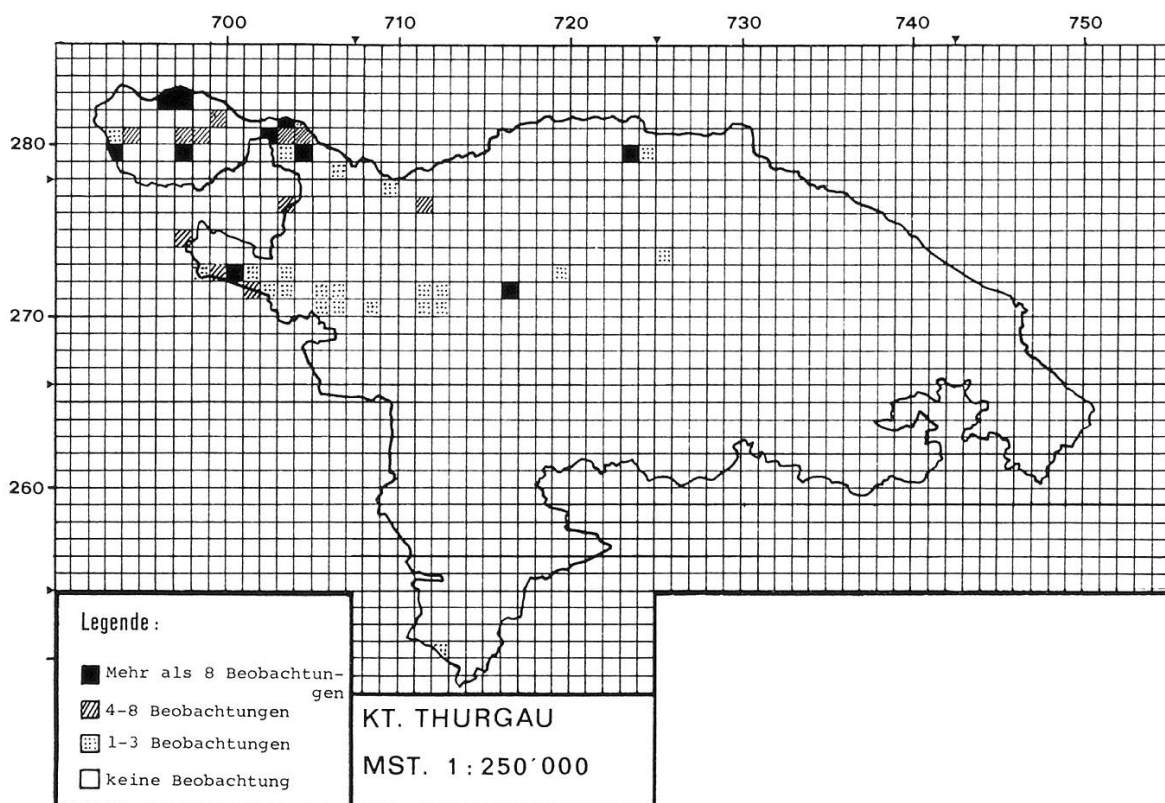 700 710 720 730 740 750
280
270
260
Legende:
Mehr als 8 Beobachtun-
gen
4-8 Beobachtungen
1-3 Beobachtungen
keine Beobachtung
KT. THURGAU
MST. 1:250'000